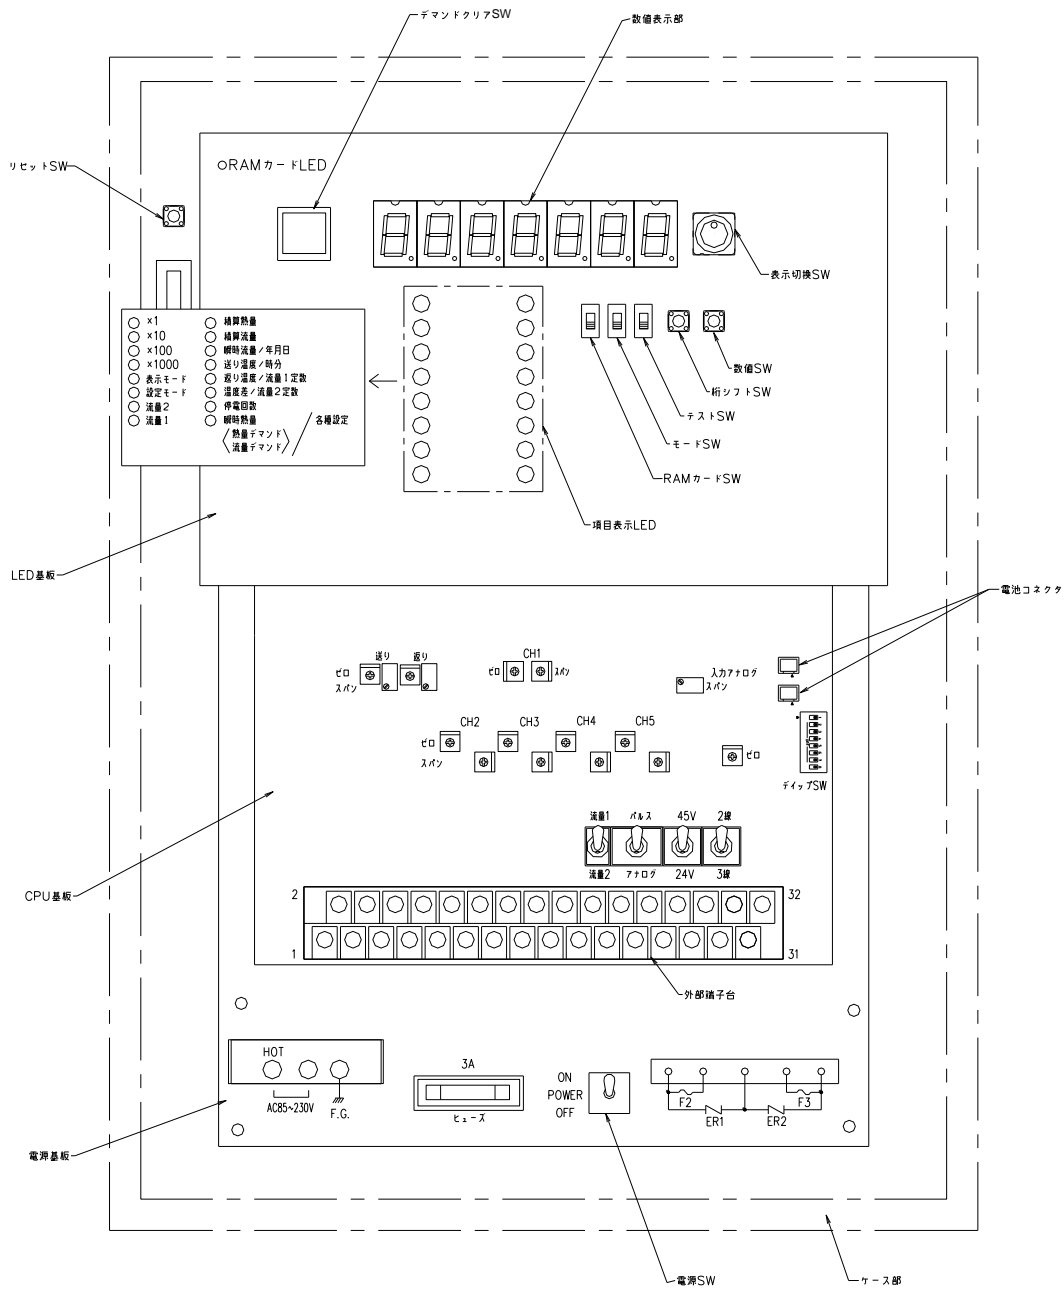 デマンドクリアSW
数値表示部
リセットSW
RAMカードLED
表示切換SW
×1
×10
×100
×1000
表示モード
設定モード
流量2
流量1
積算熱量
積算流量
瞬時流量/年月日
送り温度/時分
返り温度/流量1定数
温度差/流量2定数
停電回数
瞬時熱量
〈熱量デマンド
流量デマンド〉
/各種設定
数値SW
桁シフトSW
テストSW
モードSW
RAMカードSW
項目表示LED
LED基板
電池コネクタ
送り 返り
ゼロ
スパン
CH1
ゼロ スパン
入力アナログ
スパン
CH2 CH3 CH4 CH5
ゼロ
スパン
ゼロ
デイップSW
流量1 パルス 45V 2線
流量2 アナログ 24V 3線
CPU基板
2 32
1 31
外部端子台
HOT
AC85~230V
F.G.
3A
ヒューズ
ON
POWER
OFF
F2 F3
ER1 ER2
電源基板
電源SW
ケース部